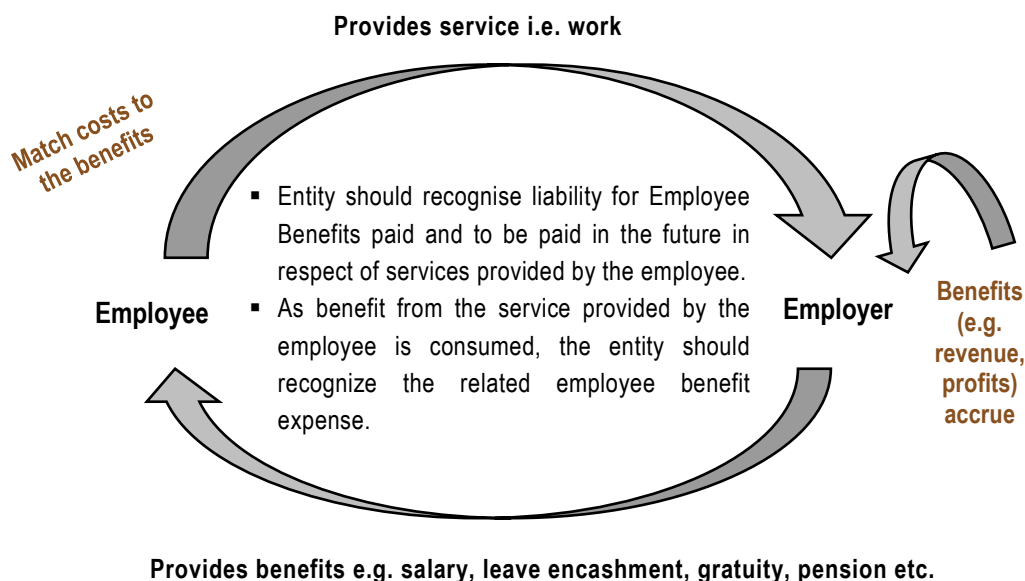 Provides service i.e. work
Match costs to
the benefits
▪ Entity should recognise liability for Employee
Benefits paid and to be paid in the future in
respect of services provided by the employee.
▪ As benefit from the service provided by the
employee is consumed, the entity should
recognize the related employee benefit
expense.
Employee
Employer
Benefits
(e.g.
revenue,
profits)
accrue
Provides benefits e.g. salary, leave encashment, gratuity, pension etc.